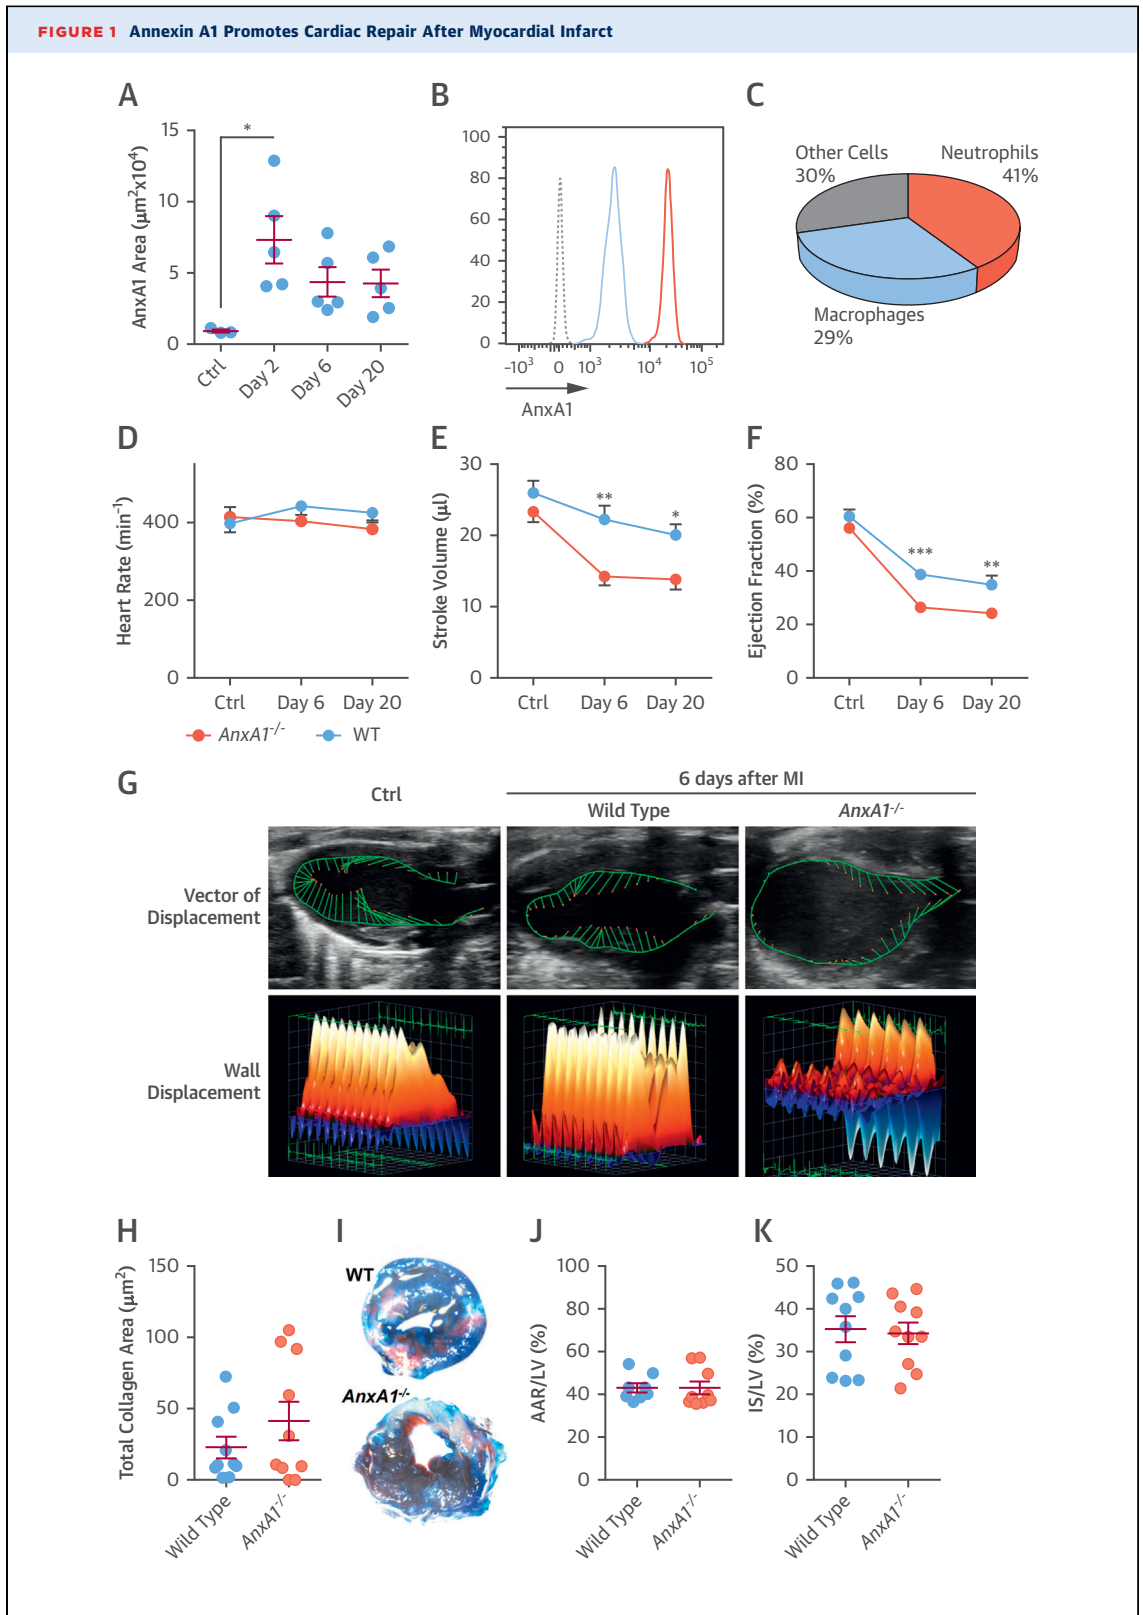 FIGURE 1 Annexin A1 Promotes Cardiac Repair After Myocardial Infarct
A
AnxA1 Area (μm²x10⁴)
15
10
5
0
*
Ctrl
Day 2
Day 6
Day 20
B
100
80
60
40
20
0
-10³ 0 10³ 10⁴ 10⁵
AnxA1
C
Other Cells
30%
Neutrophils
41%
Macrophages
29%
D
Heart Rate (min⁻¹)
400
200
0
Ctrl Day 6 Day 20
AnxA1⁻/⁻ WT
E
Stroke Volume (μl)
30
20
10
0
**
*
Ctrl Day 6 Day 20
F
Ejection Fraction (%)
80
60
40
20
0
***
**
Ctrl Day 6 Day 20
G
6 days after MI
Ctrl
Wild Type
AnxA1⁻/⁻
Vector of
Displacement
Wall
Displacement
H
Total Collagen Area (μm²)
150
100
50
0
Wild Type
AnxA1⁻/⁻
I
WT
AnxA1⁻/⁻
J
AAR/LV (%)
100
80
60
40
20
0
Wild Type
AnxA1⁻/⁻
K
IS/LV (%)
50
40
30
20
10
0
Wild Type
AnxA1⁻/⁻